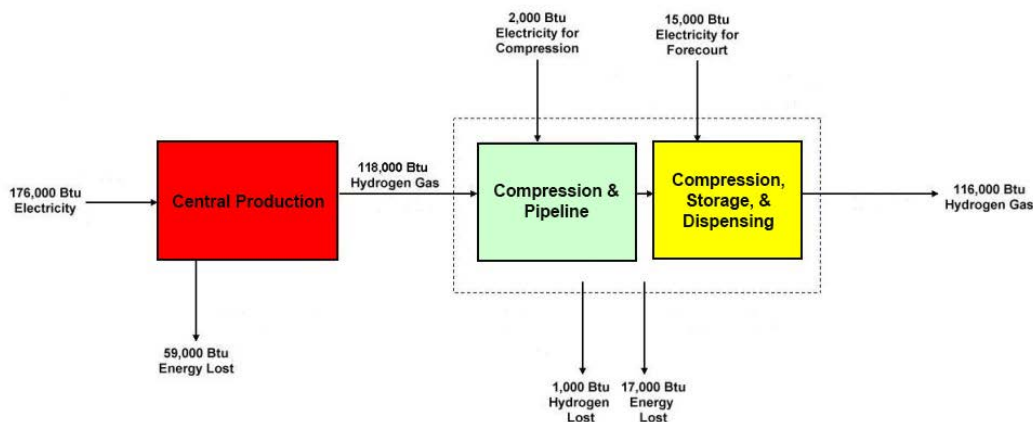 2,000 Btu
Electricity for
Compression
15,000 Btu
Electricity for
Forecourt
176,000 Btu
Electricity
Central Production
118,000 Btu
Hydrogen Gas
Compression &
Pipeline
Compression,
Storage, &
Dispensing
116,000 Btu
Hydrogen Gas
59,000 Btu
Energy Lost
1,000 Btu
Hydrogen
Lost
17,000 Btu
Energy
Lost